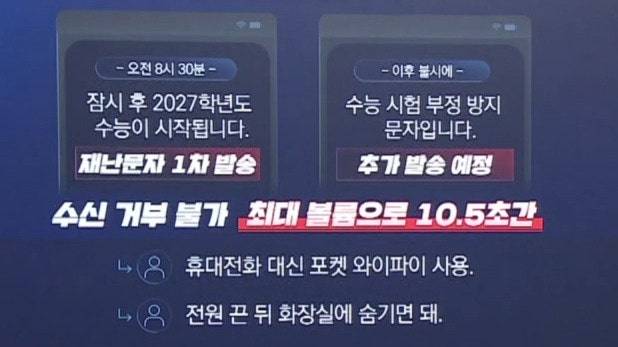 - 오전 8시 30분 -
잠시 후 2027학년도
수능이 시작됩니다.
재난문자 1차 발송
- 이후 불시에 -
수능 시험 부정 방지
문자입니다.
추가 발송 예정
수신 거부 불가 최대 볼륨으로 10.5초간
휴대전화 대신 포켓 와이파이 사용.
전원 끈 뒤 화장실에 숨기면 돼.